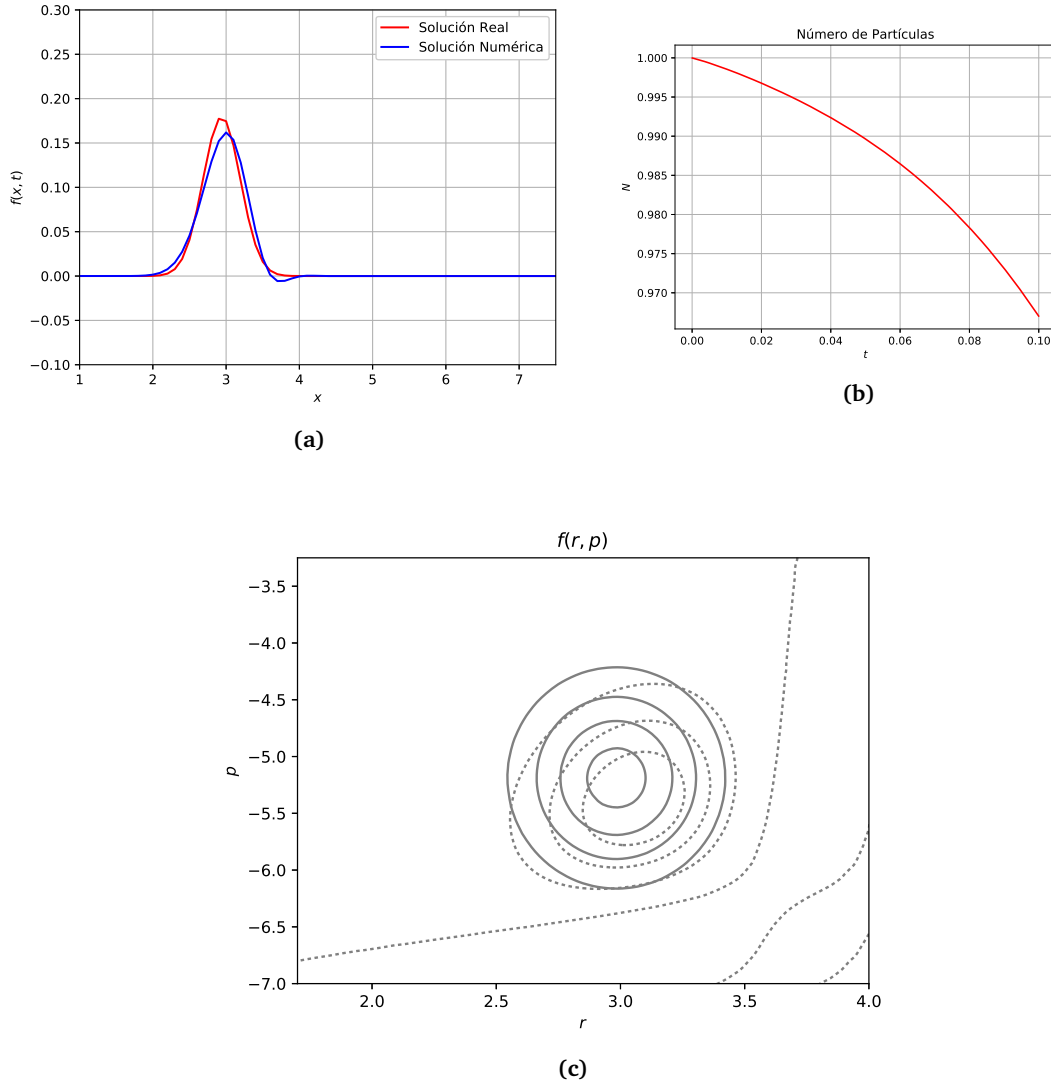 0.30
0.25
0.20
0.15
0.10
0.05
0.00
−0.05
−0.10
f(x, t)
Solución Real
Solución Numérica
1 2 3 4 5 6 7
x
(a)
Número de Partículas
1.000
0.995
0.990
0.985
0.980
0.975
0.970
N
0.00 0.02 0.04 0.06 0.08 0.10
t
(b)
f(r, p)
−3.5
−4.0
−4.5
−5.0
−5.5
−6.0
−6.5
−7.0
p
2.0 2.5 3.0 3.5 4.0
r
(c)